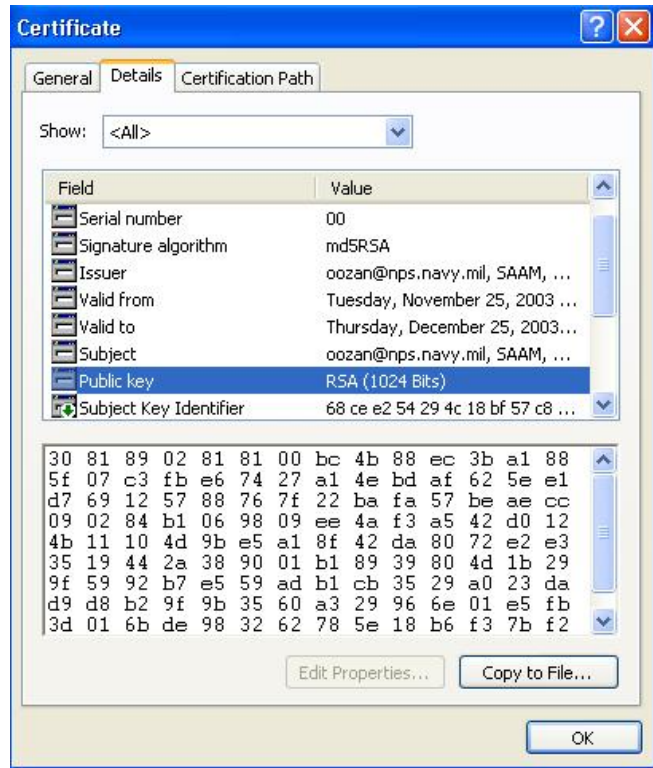 Certificate
General Details Certification Path
Show: <All>
Field Value
Serial number 00
Signature algorithm md5RSA
Issuer oozan@nps.navy.mil, SAAM, ...
Valid from Tuesday, November 25, 2003 ...
Valid to Thursday, December 25, 2003...
Subject oozan@nps.navy.mil, SAAM, ...
Public key RSA (1024 Bits)
Subject Key Identifier 68 ce e2 54 29 4c 18 bf 57 c8 ...
30 81 89 02 81 81 00 bc 4b 88 ec 3b a1 88
5f 07 c3 fb e6 74 27 a1 4e bd af 62 5e e1
d7 69 12 57 88 76 7f 22 ba fa 57 be ae cc
09 02 84 b1 06 98 09 ee 4a f3 a5 42 d0 12
4b 11 10 4d 9b e5 a1 8f 42 da 80 72 e2 e3
35 19 44 2a 38 90 01 b1 89 39 80 4d 1b 29
9f 59 92 b7 e5 59 ad b1 cb 35 29 a0 23 da
d9 d8 b2 9f 9b 35 60 a3 29 96 6e 01 e5 fb
3d 01 6b de 98 32 62 78 5e 18 b6 f3 7b f2
Edit Properties... Copy to File...
OK